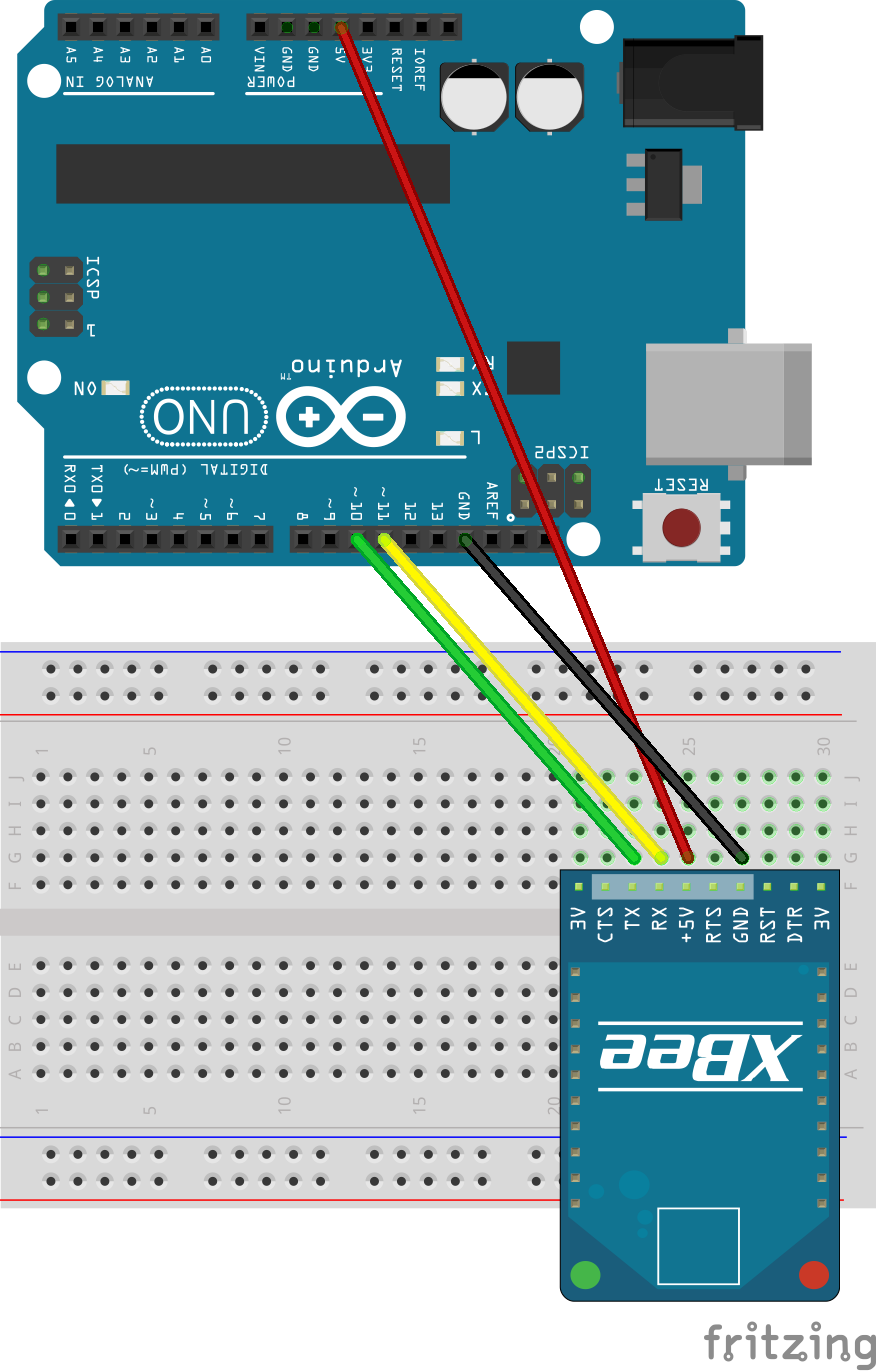 A5 A4 A3 A2 A1 A0
VIN GND GND 5V 3V3 RESET IOREF
ANALOG IN
POWER
ICSP
1
Arduino™
RX
TX
ON
UNO
L
ICSP2
DIGITAL (PWM=~)
RESET
RX0◄0 TX0►1 2 ~3 4 ~5 ~6 7 8 ~9 ~10 ~11 12 13 GND AREF
1 5 10 15 20 25 30
J J
I I
H H
G G
F F
3V CTS TX RX +5V RTS GND RST DTR 3V
E E
D D
C C
B B
A A
XBee
1 5 10 15 20
fritzing